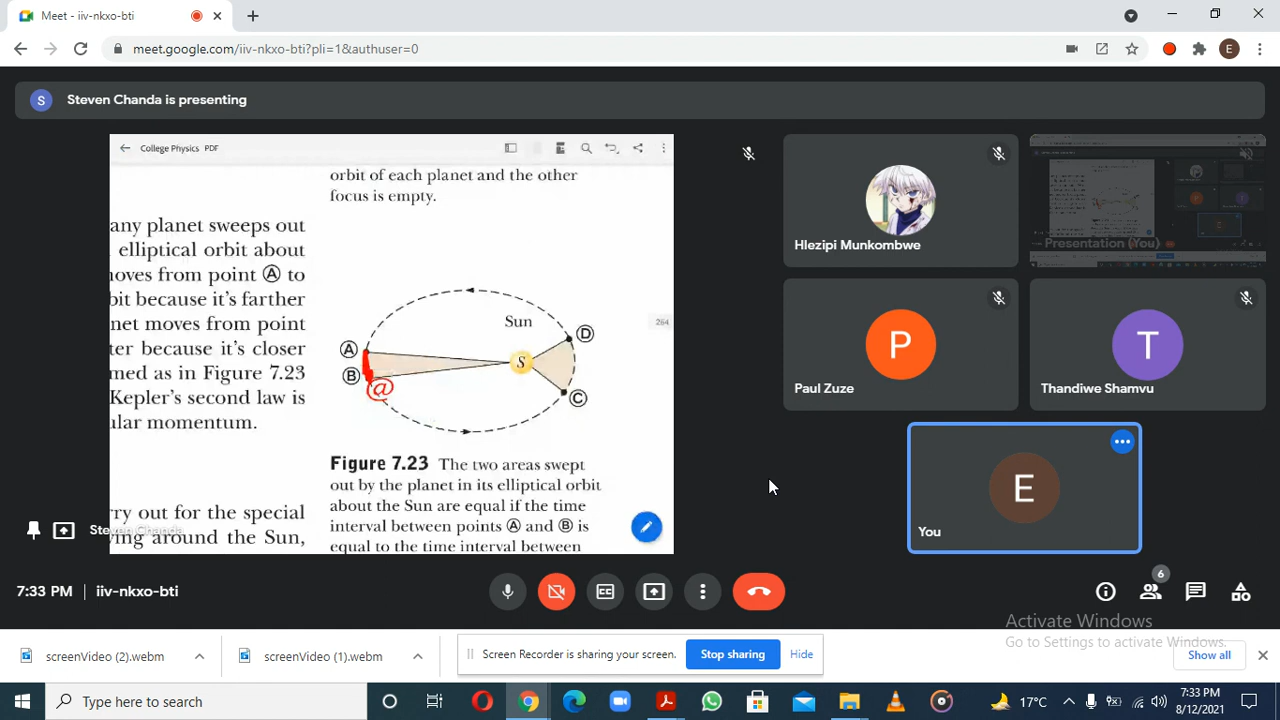 Meet - iiv-nkxo-bti
meet.google.com/iiv-nkxo-bti?pli=1&authuser=0
E
S Steven Chanda is presenting
College Physics PDF
orbit of each planet and the other
focus is empty.
any planet sweeps out
elliptical orbit about
moves from point Ⓐ to
bit because it's farther
net moves from point
ter because it's closer
med as in Figure 7.23
Kepler's second law is
ular momentum.
rry out for the special
ving around the Sun,
Sun
264
Ⓐ
Ⓑ
S
Ⓓ
Ⓒ
@
Figure 7.23 The two areas swept
out by the planet in its elliptical orbit
about the Sun are equal if the time
interval between points Ⓐ and Ⓑ is
equal to the time interval between
Steven Chanda
Hlezipi Munkombwe
Presentation (You)
P
Paul Zuze
T
Thandiwe Shamvu
E
You
7:33 PM | iiv-nkxo-bti
6
Activate Windows
Go to Settings to activate Windows.
screenVideo (2).webm
screenVideo (1).webm
Screen Recorder is sharing your screen.
Stop sharing
Hide
Show all
Type here to search
17°C
7:33 PM
8/12/2021